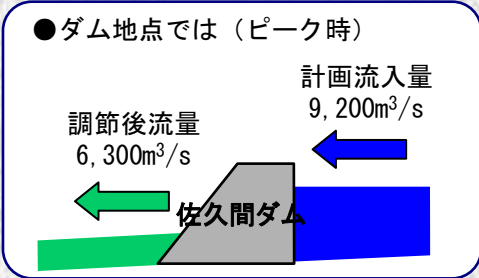 ●ダム地点では（ピーク時）
計画流入量
9,200m³/s
調節後流量
6,300m³/s
佐久間ダム